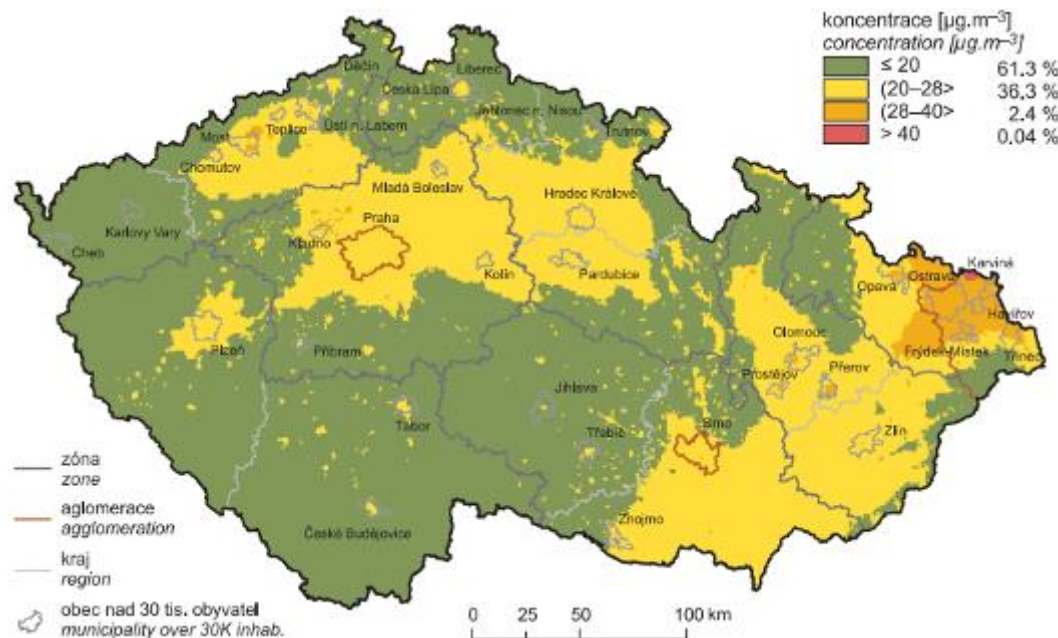 koncentrace [µg.m⁻³]
concentration [µg.m⁻³]
≤ 20 61.3 %
(20–28> 36,3 %
(28–40> 2.4 %
> 40 0.04 %
Děčín
Liberec
Česká Lípa
Jablonec n. Nisou
Teplice
Ústí n. Labem
Most
Trutnov
Chomutov
Mladá Boleslav
Hradec Králové
Praha
Karlovy Vary
Kladno
Cheb
Kolín
Pardubice
Karviná
Opava
Ostrava
Havířov
Plzeň
Příbram
Olomouc
Frýdek-Místek
Třinec
Prostějov
Přerov
Jihlava
Tábor
Třebíč
Brno
Zlín
Znojmo
České Budějovice
zóna
zone
aglomerace
agglomeration
kraj
region
obec nad 30 tis. obyvatel
municipality over 30K inhab.
0 25 50 100 km